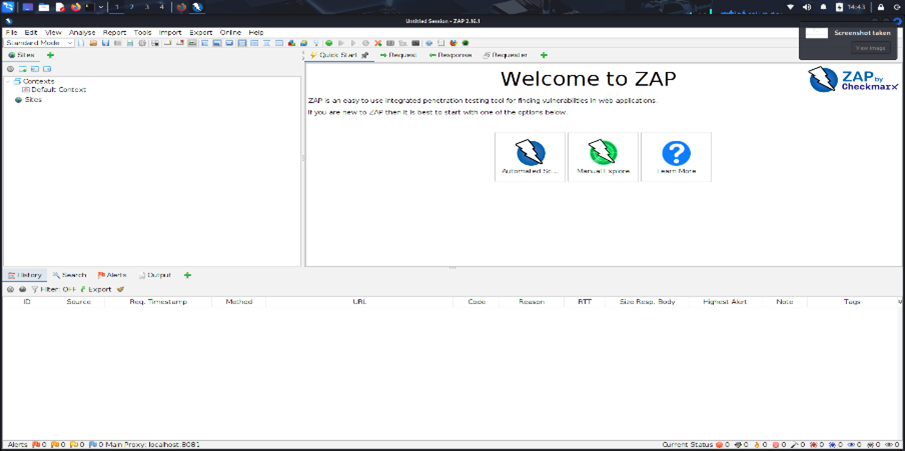 1 2 3 4 14:43
Untitled Session - ZAP 2.16.1
File Edit View Analyse Report Tools Import Export Online Help
Screenshot taken
View image
Standard Mode
Sites
Quick Start Request Response Requester
Contexts
Default Context
Sites
Welcome to ZAP
ZAP by Checkmarx
ZAP is an easy to use integrated penetration testing tool for finding vulnerabilities in web applications.
If you are new to ZAP then it is best to start with one of the options below.
Automated Sc... Manual Explore Learn More
History Search Alerts Output
Filter: OFF Export
ID Source Req. Timestamp Method URL Code Reason RTT Size Resp. Body Highest Alert Note Tags
Alerts 0 0 0 0 Main Proxy: localhost:8081 Current Status 0 0 0 0 0 0 0 0 0 0